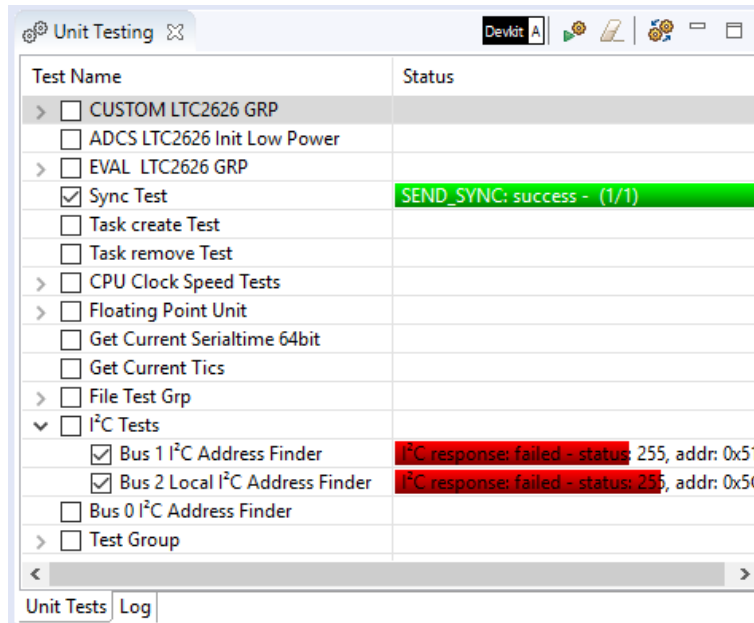 Unit Testing
Devkit A
Test Name Status
CUSTOM LTC2626 GRP
ADCS LTC2626 Init Low Power
EVAL LTC2626 GRP
Sync Test SEND_SYNC: success - (1/1)
Task create Test
Task remove Test
CPU Clock Speed Tests
Floating Point Unit
Get Current Serialtime 64bit
Get Current Tics
File Test Grp
I²C Tests
Bus 1 I²C Address Finder I²C response: failed - status: 255, addr: 0x51
Bus 2 Local I²C Address Finder I²C response: failed - status: 255, addr: 0x50
Bus 0 I²C Address Finder
Test Group
Unit Tests Log